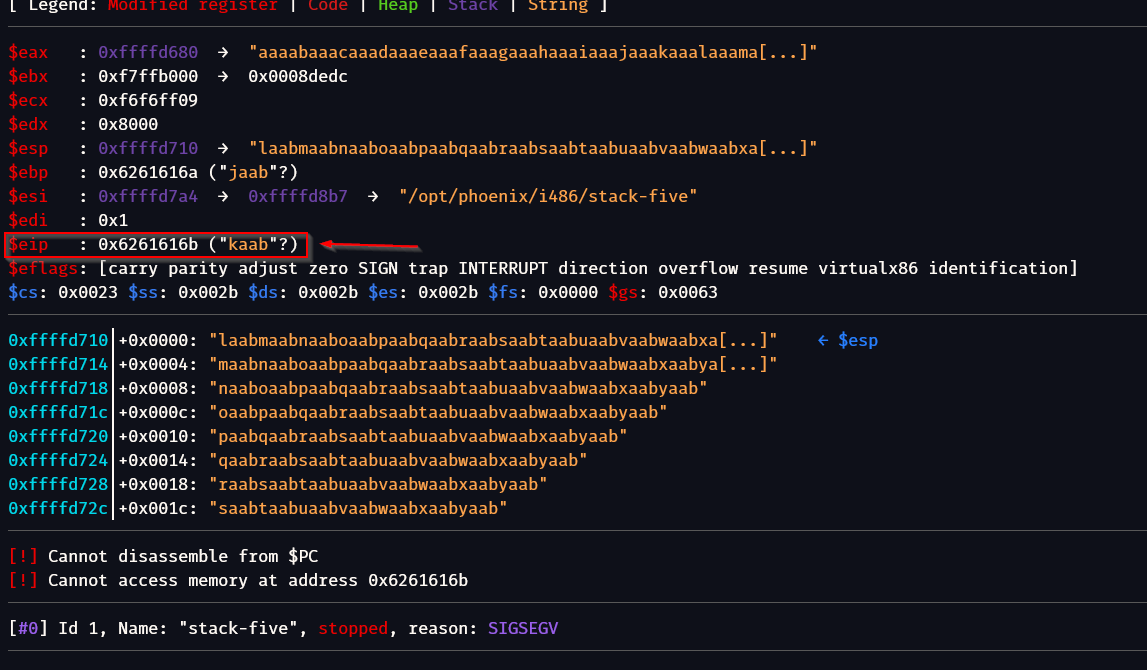 [ Legend: Modified register | Code | Heap | Stack | String ]
$eax   : 0xffffd680  →  "aaaabaaacaaadaaaeaaafaaagaaahaaaiaaajaaakaaalaaama[...]"
$ebx   : 0xf7ffb000  →  0x0008dedc
$ecx   : 0xf6f6ff09
$edx   : 0x8000
$esp   : 0xffffd710  →  "laabmaabnaaboaabpaabqaabraabsaabtaabuaabvaabwaabxa[...]"
$ebp   : 0x6261616a ("jaab"?)
$esi   : 0xffffd7a4  →  0xffffd8b7  →  "/opt/phoenix/i486/stack-five"
$edi   : 0x1
$eip   : 0x6261616b ("kaab"?)
$eflags: [carry parity adjust zero SIGN trap INTERRUPT direction overflow resume virtualx86 identification]
$cs: 0x0023 $ss: 0x002b $ds: 0x002b $es: 0x002b $fs: 0x0000 $gs: 0x0063
0xffffd710│+0x0000: "laabmaabnaaboaabpaabqaabraabsaabtaabuaabvaabwaabxa[...]"    ← $esp
0xffffd714│+0x0004: "maabnaaboaabpaabqaabraabsaabtaabuaabvaabwaabxaabya[...]"
0xffffd718│+0x0008: "naaboaabpaabqaabraabsaabtaabuaabvaabwaabxaabyaab"
0xffffd71c│+0x000c: "oaabpaabqaabraabsaabtaabuaabvaabwaabxaabyaab"
0xffffd720│+0x0010: "paabqaabraabsaabtaabuaabvaabwaabxaabyaab"
0xffffd724│+0x0014: "qaabraabsaabtaabuaabvaabwaabxaabyaab"
0xffffd728│+0x0018: "raabsaabtaabuaabvaabwaabxaabyaab"
0xffffd72c│+0x001c: "saabtaabuaabvaabwaabxaabyaab"
[!] Cannot disassemble from $PC
[!] Cannot access memory at address 0x6261616b
[#0] Id 1, Name: "stack-five", stopped, reason: SIGSEGV